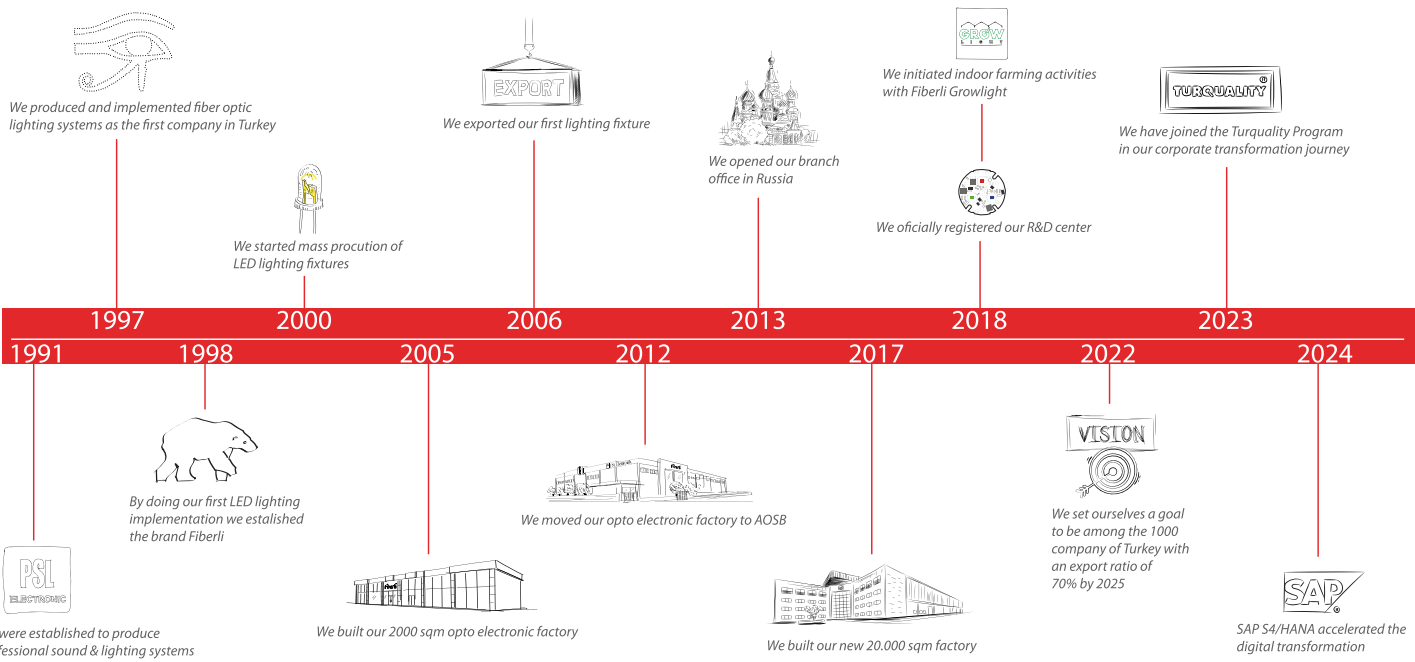 GROW
LIGHT
EXPORT
TURQUALITY ®
We produced and implemented fiber optic
lighting systems as the first company in Turkey
We exported our first lighting fixture
We opened our branch
office in Russia
We initiated indoor farming activities
with Fiberli Growlight
We have joined the Turquality Program
in our corporate transformation journey
We started mass procution of
LED lighting fixtures
We oficially registered our R&D center
1997 2000 2006 2013 2018 2023
1991 1998 2005 2012 2017 2022 2024
PSL
ELECTRONIC
were established to produce
fessional sound & lighting systems
By doing our first LED lighting
implementation we estalished
the brand Fiberli
We built our 2000 sqm opto electronic factory
We moved our opto electronic factory to AOSB
We built our new 20.000 sqm factory
VISION
We set ourselves a goal
to be among the 1000
company of Turkey with
an export ratio of
70% by 2025
SAP ®
SAP S4/HANA accelerated the
digital transformation